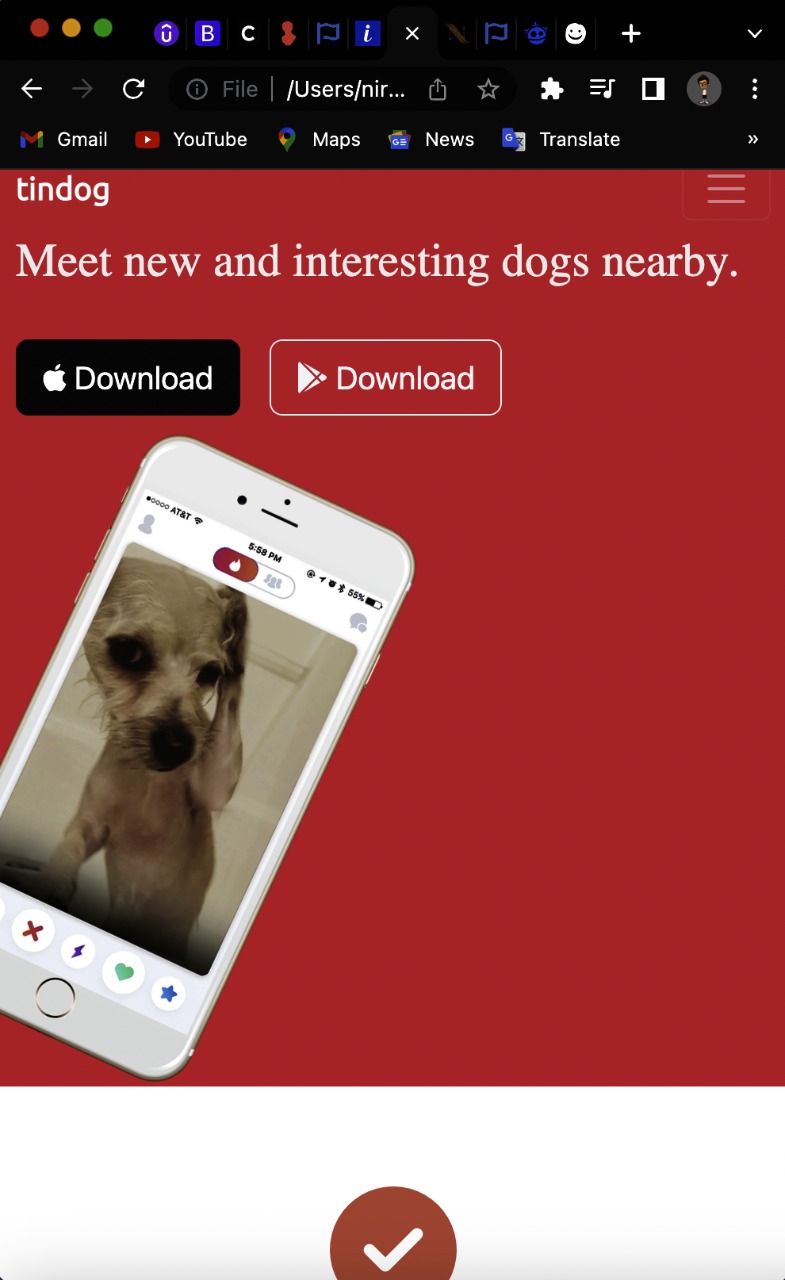 B C i
File /Users/nir...
Gmail YouTube Maps News Translate »
tindog
Meet new and interesting dogs nearby.
Download Download
AT&T 5:58 PM 55%